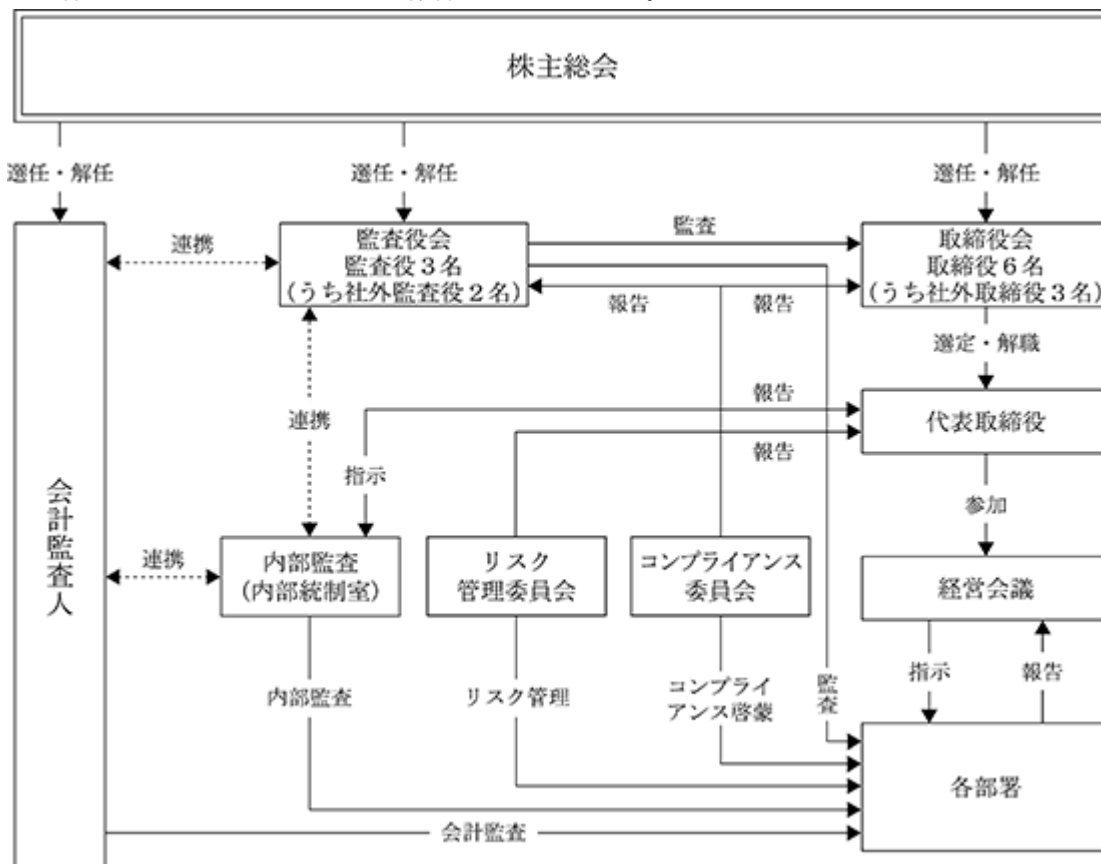 株主総会
選任・解任
選任・解任
選任・解任
連携
監査役会
監査役3名
(うち社外監査役2名)
監査
取締役会
取締役6名
(うち社外取締役3名)
報告
報告
選定・解職
連携
報告
代表取締役
報告
指示
参加
会計監査人
連携
内部監査
(内部統制室)
リスク
管理委員会
コンプライアンス
委員会
経営会議
内部監査
リスク管理
コンプライ
アンス啓蒙
監査
指示
報告
各部署
会計監査